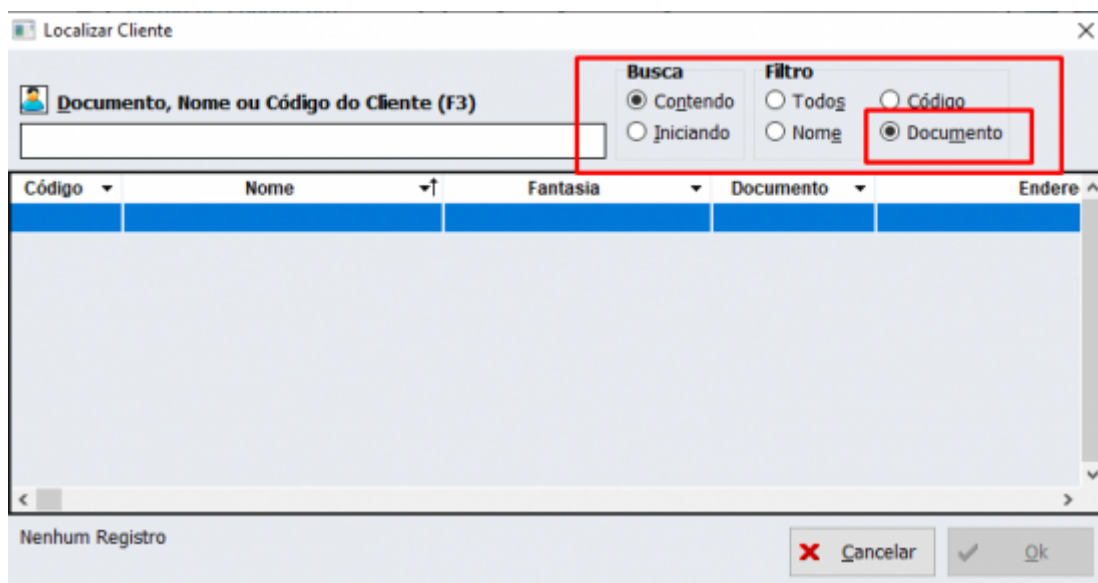 Localizar Cliente
Documento, Nome ou Código do Cliente (F3)
Busca
Contendo
Iniciando
Filtro
Todos
Código
Nome
Documento
Código Nome Fantasia Documento Endere
Nenhum Registro
Cancelar
Ok